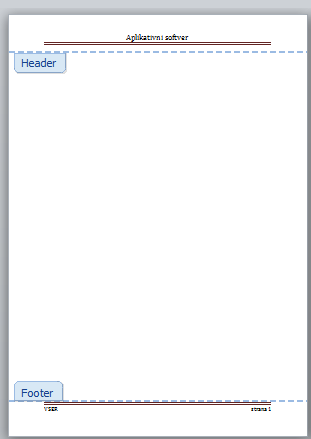 Aplikativni softver
Header
Footer
VSER strana 1